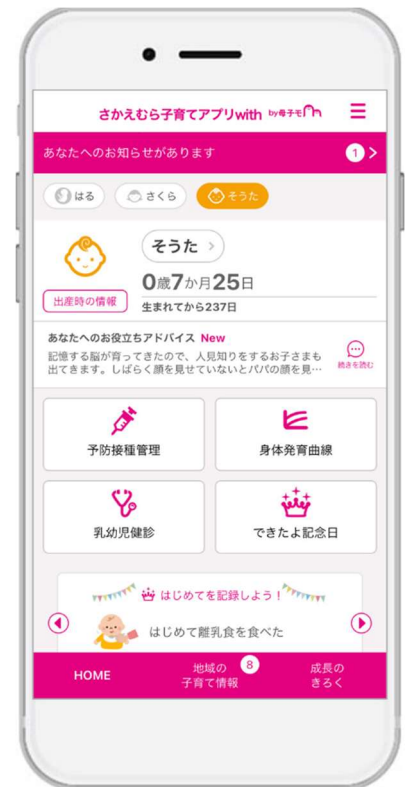 さかえむら子育てアプリwith by母子モ
あなたへのお知らせがあります 1
はる さくら そうた
そうた
0歳7か月25日
出産時の情報
生まれてから237日
あなたへのお役立ちアドバイス New
記憶する脳が育ってきたので、人見知りをするお子さまも
出てきます。しばらく顔を見せていないとパパの顔を見…
続きを読む
予防接種管理 身体発育曲線
乳幼児健診 できたよ記念日
はじめてを記録しよう!
はじめて離乳食を食べた
HOME
地域の
子育て情報
8
成長の
きろく